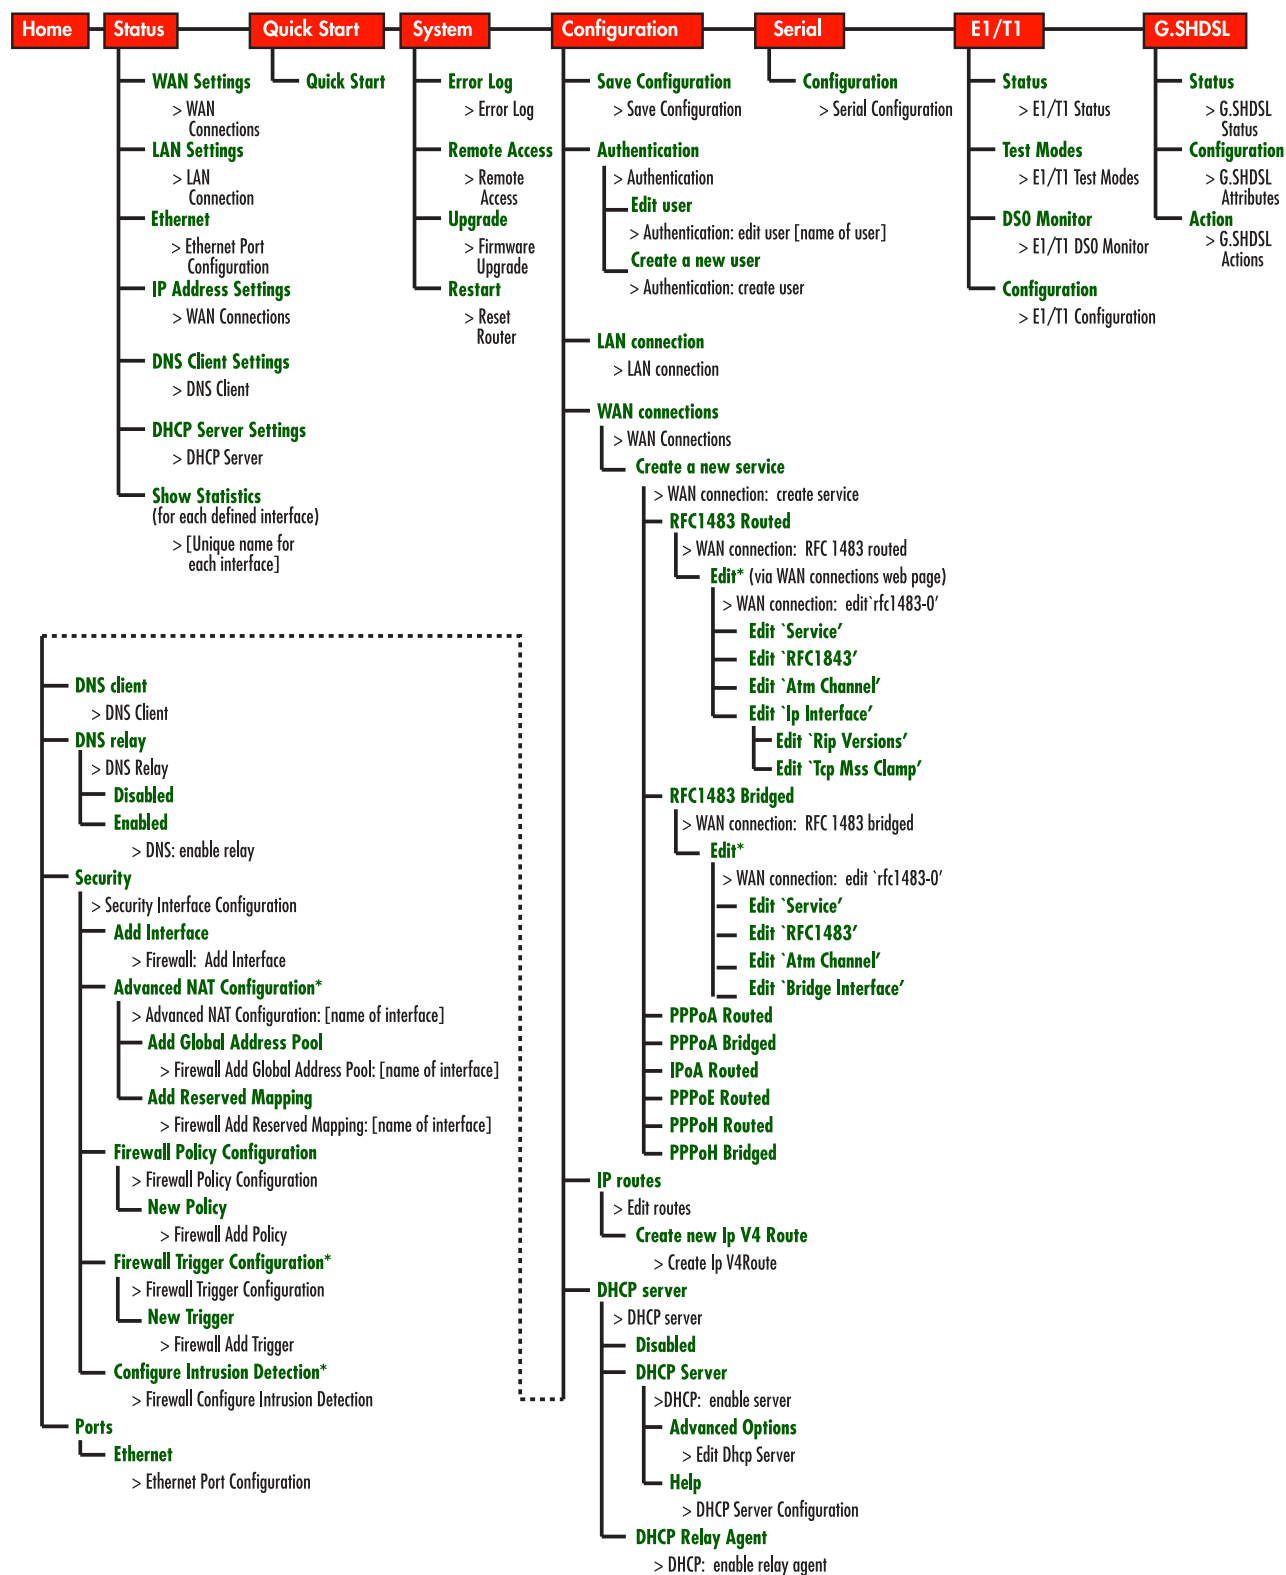 Home
Status
Quick Start
System
Configuration
Serial
E1/T1
G.SHDSL
WAN Settings
> WAN
Connections
LAN Settings
> LAN
Connection
Ethernet
> Ethernet Port
Configuration
IP Address Settings
> WAN Connections
DNS Client Settings
> DNS Client
DHCP Server Settings
> DHCP Server
Show Statistics
(for each defined interface)
> [Unique name for
each interface]
Quick Start
Error Log
> Error Log
Remote Access
> Remote
Access
Upgrade
> Firmware
Upgrade
Restart
> Reset
Router
Save Configuration
> Save Configuration
Authentication
> Authentication
Edit user
> Authentication: edit user [name of user]
Create a new user
> Authentication: create user
LAN connection
> LAN connection
WAN connections
> WAN Connections
Create a new service
> WAN connection: create service
RFC1483 Routed
> WAN connection: RFC 1483 routed
Edit* (via WAN connections web page)
> WAN connection: edit`rfc1483-0'
Edit `Service'
Edit `RFC1843'
Edit `Atm Channel'
Edit `Ip Interface'
Edit `Rip Versions'
Edit `Tcp Mss Clamp'
RFC1483 Bridged
> WAN connection: RFC 1483 bridged
Edit*
> WAN connection: edit `rfc1483-0'
Edit `Service'
Edit `RFC1483'
Edit `Atm Channel'
Edit `Bridge Interface'
PPPoA Routed
PPPoA Bridged
IPoA Routed
PPPoE Routed
PPPoH Routed
PPPoH Bridged
IP routes
> Edit routes
Create new Ip V4 Route
> Create Ip V4Route
DHCP server
> DHCP server
Disabled
DHCP Server
>DHCP: enable server
Advanced Options
> Edit Dhcp Server
Help
> DHCP Server Configuration
DHCP Relay Agent
> DHCP: enable relay agent
DNS client
> DNS Client
DNS relay
> DNS Relay
Disabled
Enabled
> DNS: enable relay
Security
> Security Interface Configuration
Add Interface
> Firewall: Add Interface
Advanced NAT Configuration*
> Advanced NAT Configuration: [name of interface]
Add Global Address Pool
> Firewall Add Global Address Pool: [name of interface]
Add Reserved Mapping
> Firewall Add Reserved Mapping: [name of interface]
Firewall Policy Configuration
> Firewall Policy Configuration
New Policy
> Firewall Add Policy
Firewall Trigger Configuration*
> Firewall Trigger Configuration
New Trigger
> Firewall Add Trigger
Configure Intrusion Detection*
> Firewall Configure Intrusion Detection
Ports
Ethernet
> Ethernet Port Configuration
Configuration
> Serial Configuration
Status
> E1/T1 Status
Test Modes
> E1/T1 Test Modes
DS0 Monitor
> E1/T1 DS0 Monitor
Configuration
> E1/T1 Configuration
Status
> G.SHDSL
Status
Configuration
> G.SHDSL
Attributes
Action
> G.SHDSL
Actions